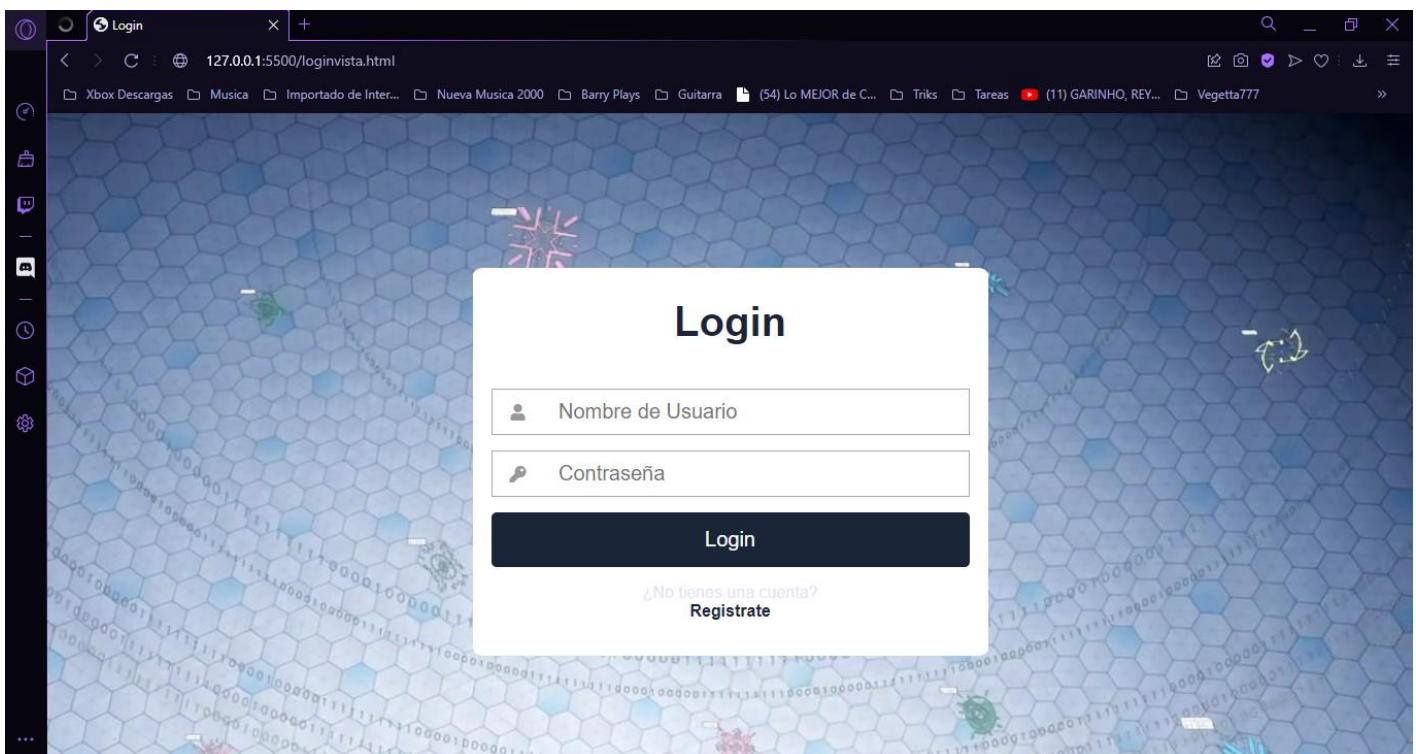 Login
127.0.0.1:5500/loginvista.html
Xbox Descargas Musica Importado de Inter... Nueva Musica 2000 Barry Plays Guitarra (54) Lo MEJOR de C... Triks Tareas (11) GARINHO, REY... Vegetta777
Login
Nombre de Usuario
Contraseña
Login
¿No tienes una cuenta?
Registrate